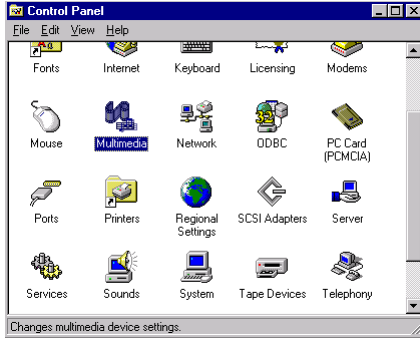 Control Panel
File Edit View Help
Fonts Internet Keyboard Licensing Modems
Mouse Multimedia Network ODBC PC Card
(PCMCIA)
32
Ports Printers Regional
Settings SCSI Adapters Server
Services Sounds System Tape Devices Telephony
Changes multimedia device settings.